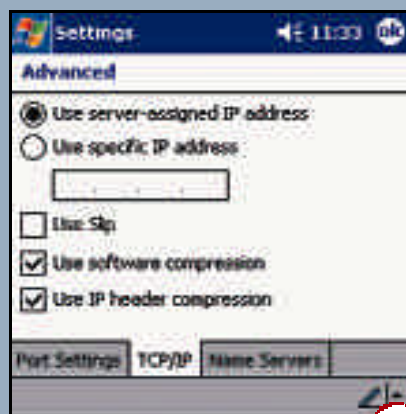 Settings 11:33 ok
Advanced
Use server-assigned IP address
Use specific IP address
. . .
Use Slip
Use software compression
Use IP header compression
Port Settings TCP/IP Name Servers